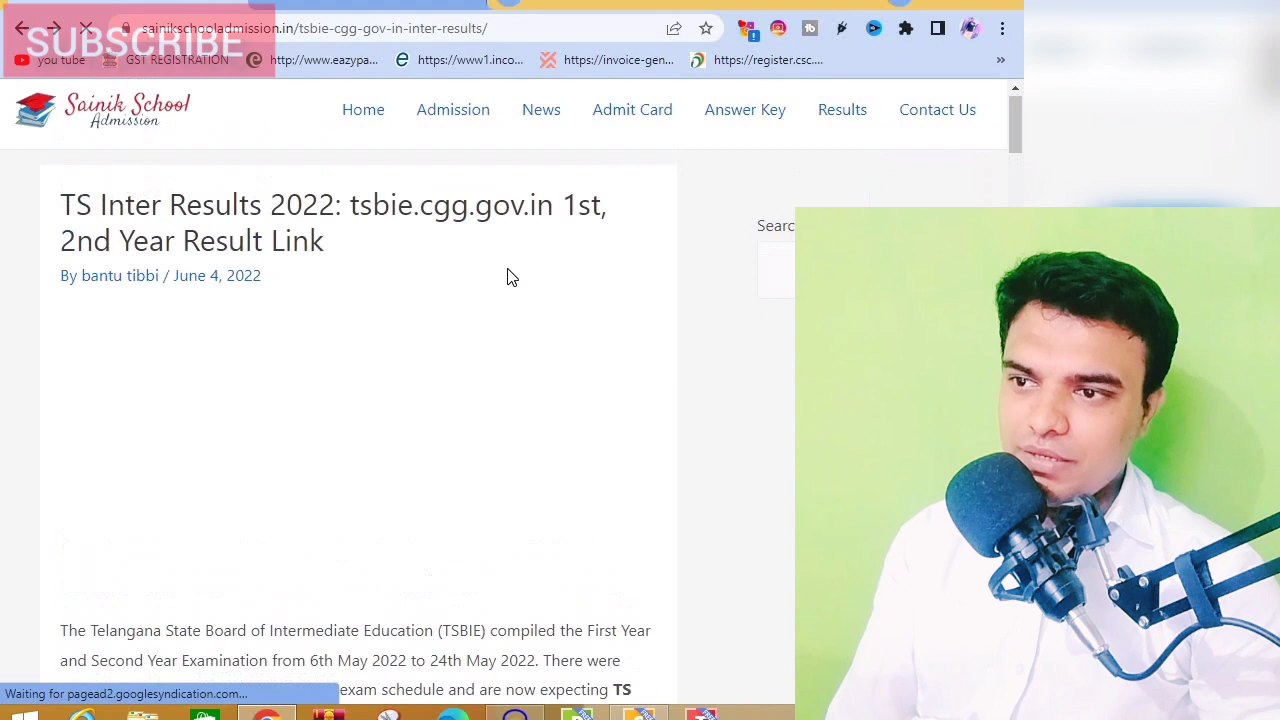 sainikschooladmission.in/tsbie-cgg-gov-in-inter-results/
SUBSCRIBE
you tube GST REGISTRATION http://www.eazypa... https://www1.inco... https://invoice-gen... https://register.csc.... »
Sainik School
Admission
Home Admission News Admit Card Answer Key Results Contact Us
TS Inter Results 2022: tsbie.cgg.gov.in 1st,
2nd Year Result Link
By bantu tibbi / June 4, 2022
Searc
The Telangana State Board of Intermediate Education (TSBIE) compiled the First Year
and Second Year Examination from 6th May 2022 to 24th May 2022. There were
exam schedule and are now expecting TS
Waiting for pagead2.googlesyndication.com...